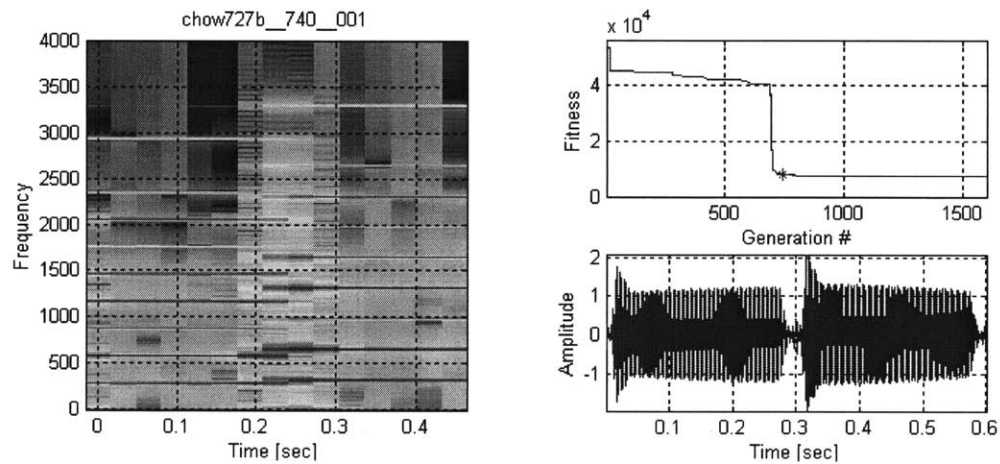 chow727b__740__001
4000
3500
3000
2500
2000
1500
1000
500
0
Frequency
0 0.1 0.2 0.3 0.4
Time [sec]
x 10^4
4
2
0
Fitness
500 1000 1500
Generation #
2
1
0
-1
Amplitude
0 0.1 0.2 0.3 0.4 0.5 0.6
Time [sec]